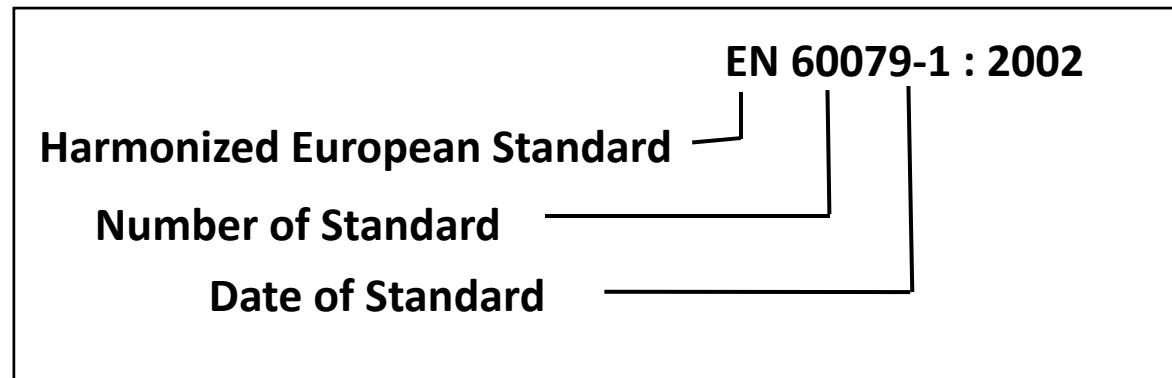 EN 60079-1 : 2002
Harmonized European Standard
Number of Standard
Date of Standard